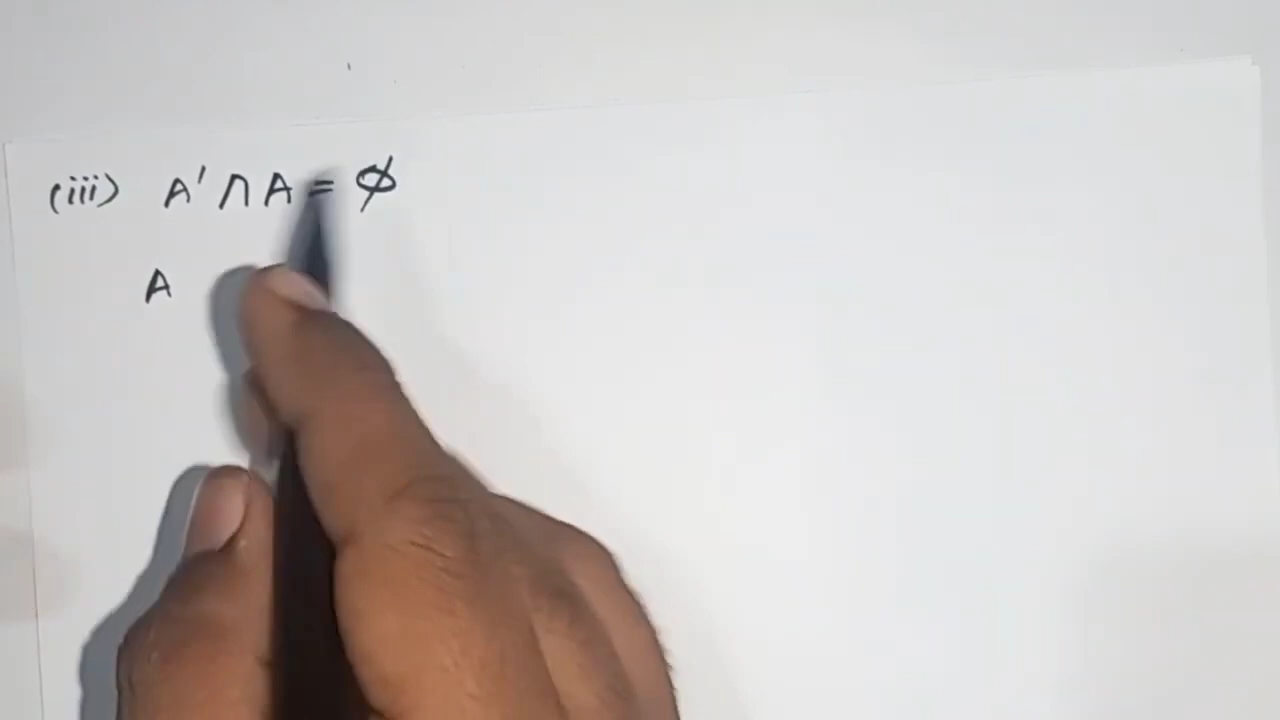 (iii) A' ∩ A = ϕ
A